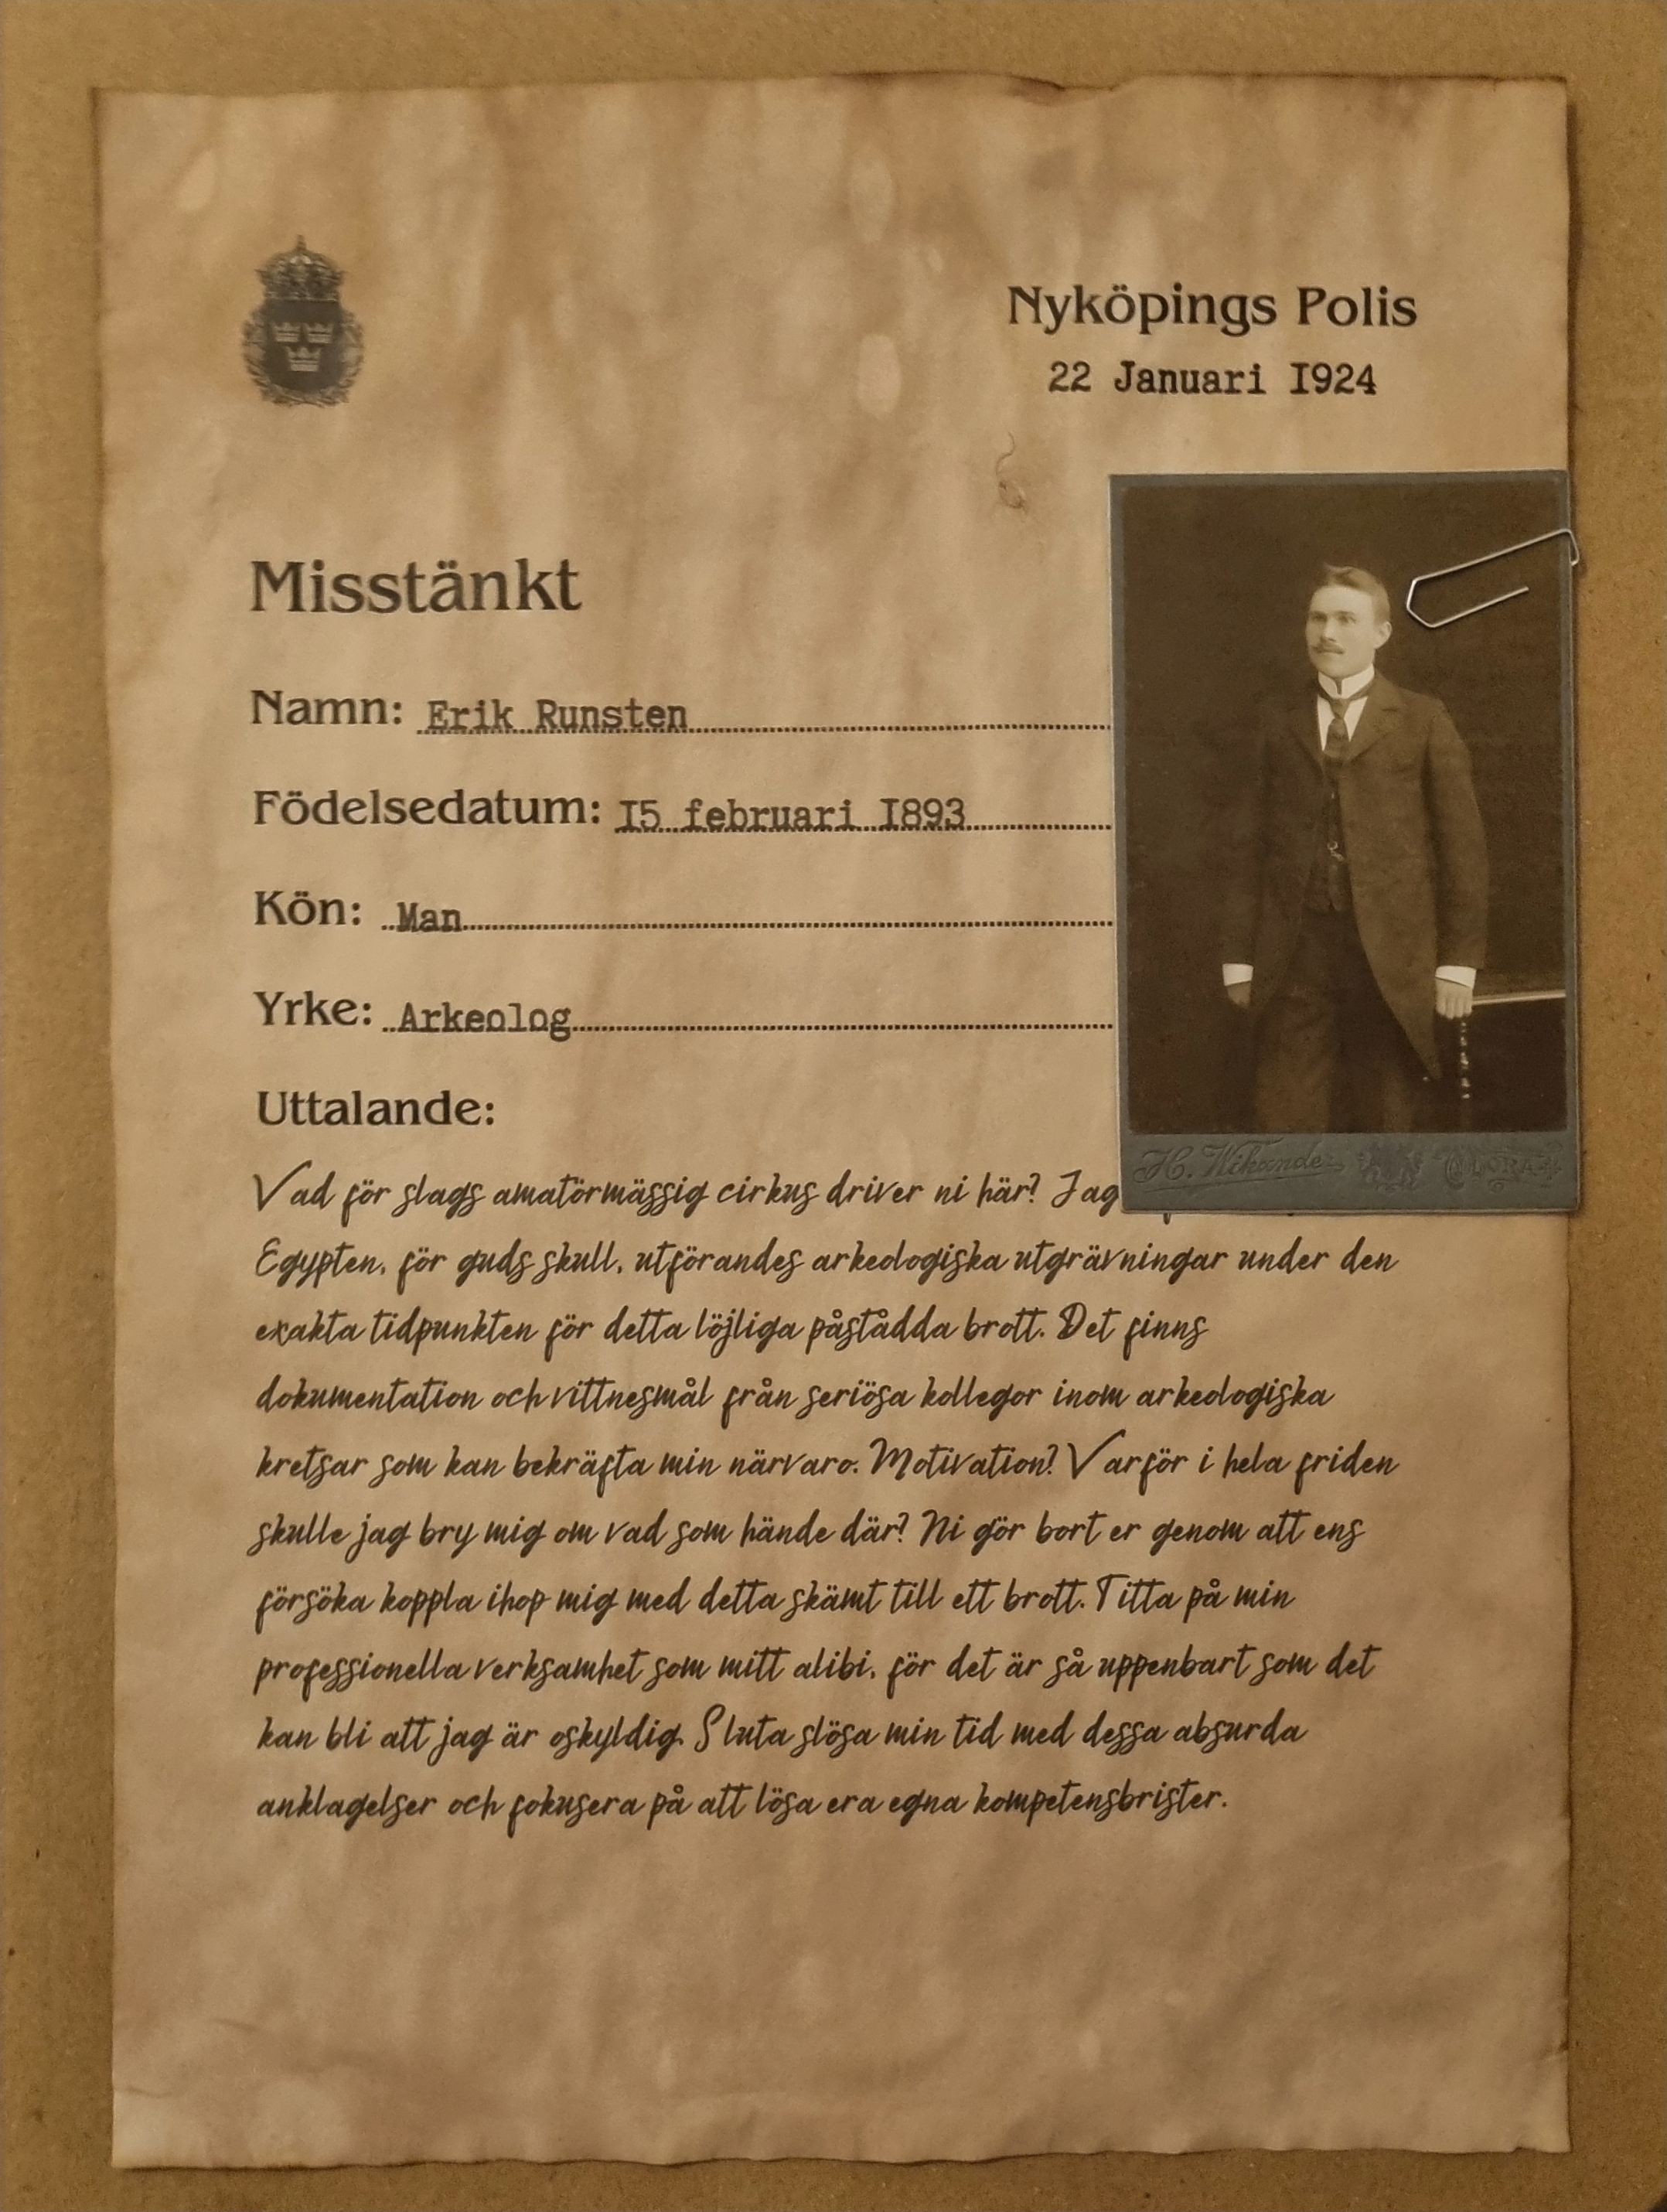 Nyköpings Polis
22 Januari 1924
Misstänkt
Namn: Erik Runsten
Födelsedatum: 15 februari 1893
Kön: Man
Yrke: Arkeolog
Uttalande:
Vad för slags amatörmässig cirkus driver ni här? Jag
Egypten, för guds skull, utförandes arkeologiska utgrävningar under den
exakta tidpunkten för detta löjliga påstådda brott. Det finns
dokumentation och vittnesmål från seriösa kollegor inom arkeologiska
kretsar som kan bekräfta min närvaro. Motivation? Varför i hela friden
skulle jag bry mig om vad som hände där? Ni gör bort er genom att ens
försöka koppla ihop mig med detta skämt till ett brott. Titta på min
professionella verksamhet som mitt alibi, för det är så uppenbart som det
kan bli att jag är oskyldig. Sluta slösa min tid med dessa absurda
anklagelser och fokusera på att lösa era egna kompetensbrister.
H.